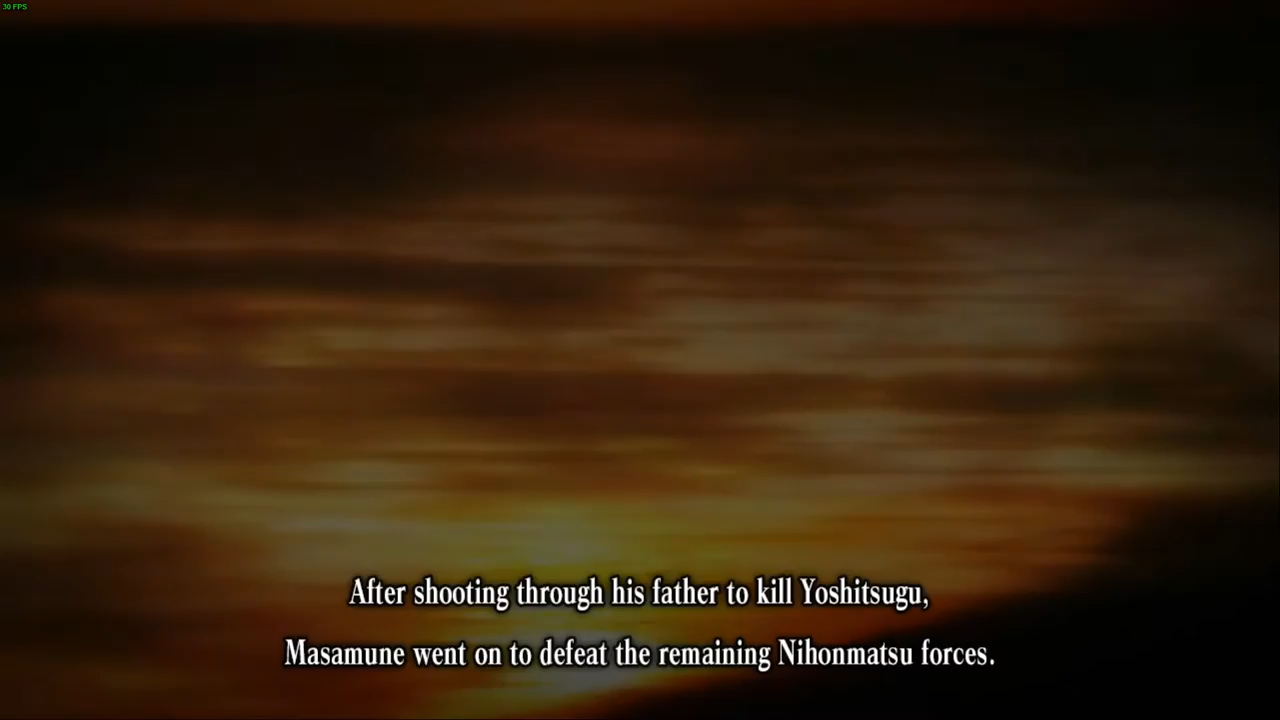 30 FPS
After shooting through his father to kill Yoshitsugu,
Masamune went on to defeat the remaining Nihonmatsu forces.